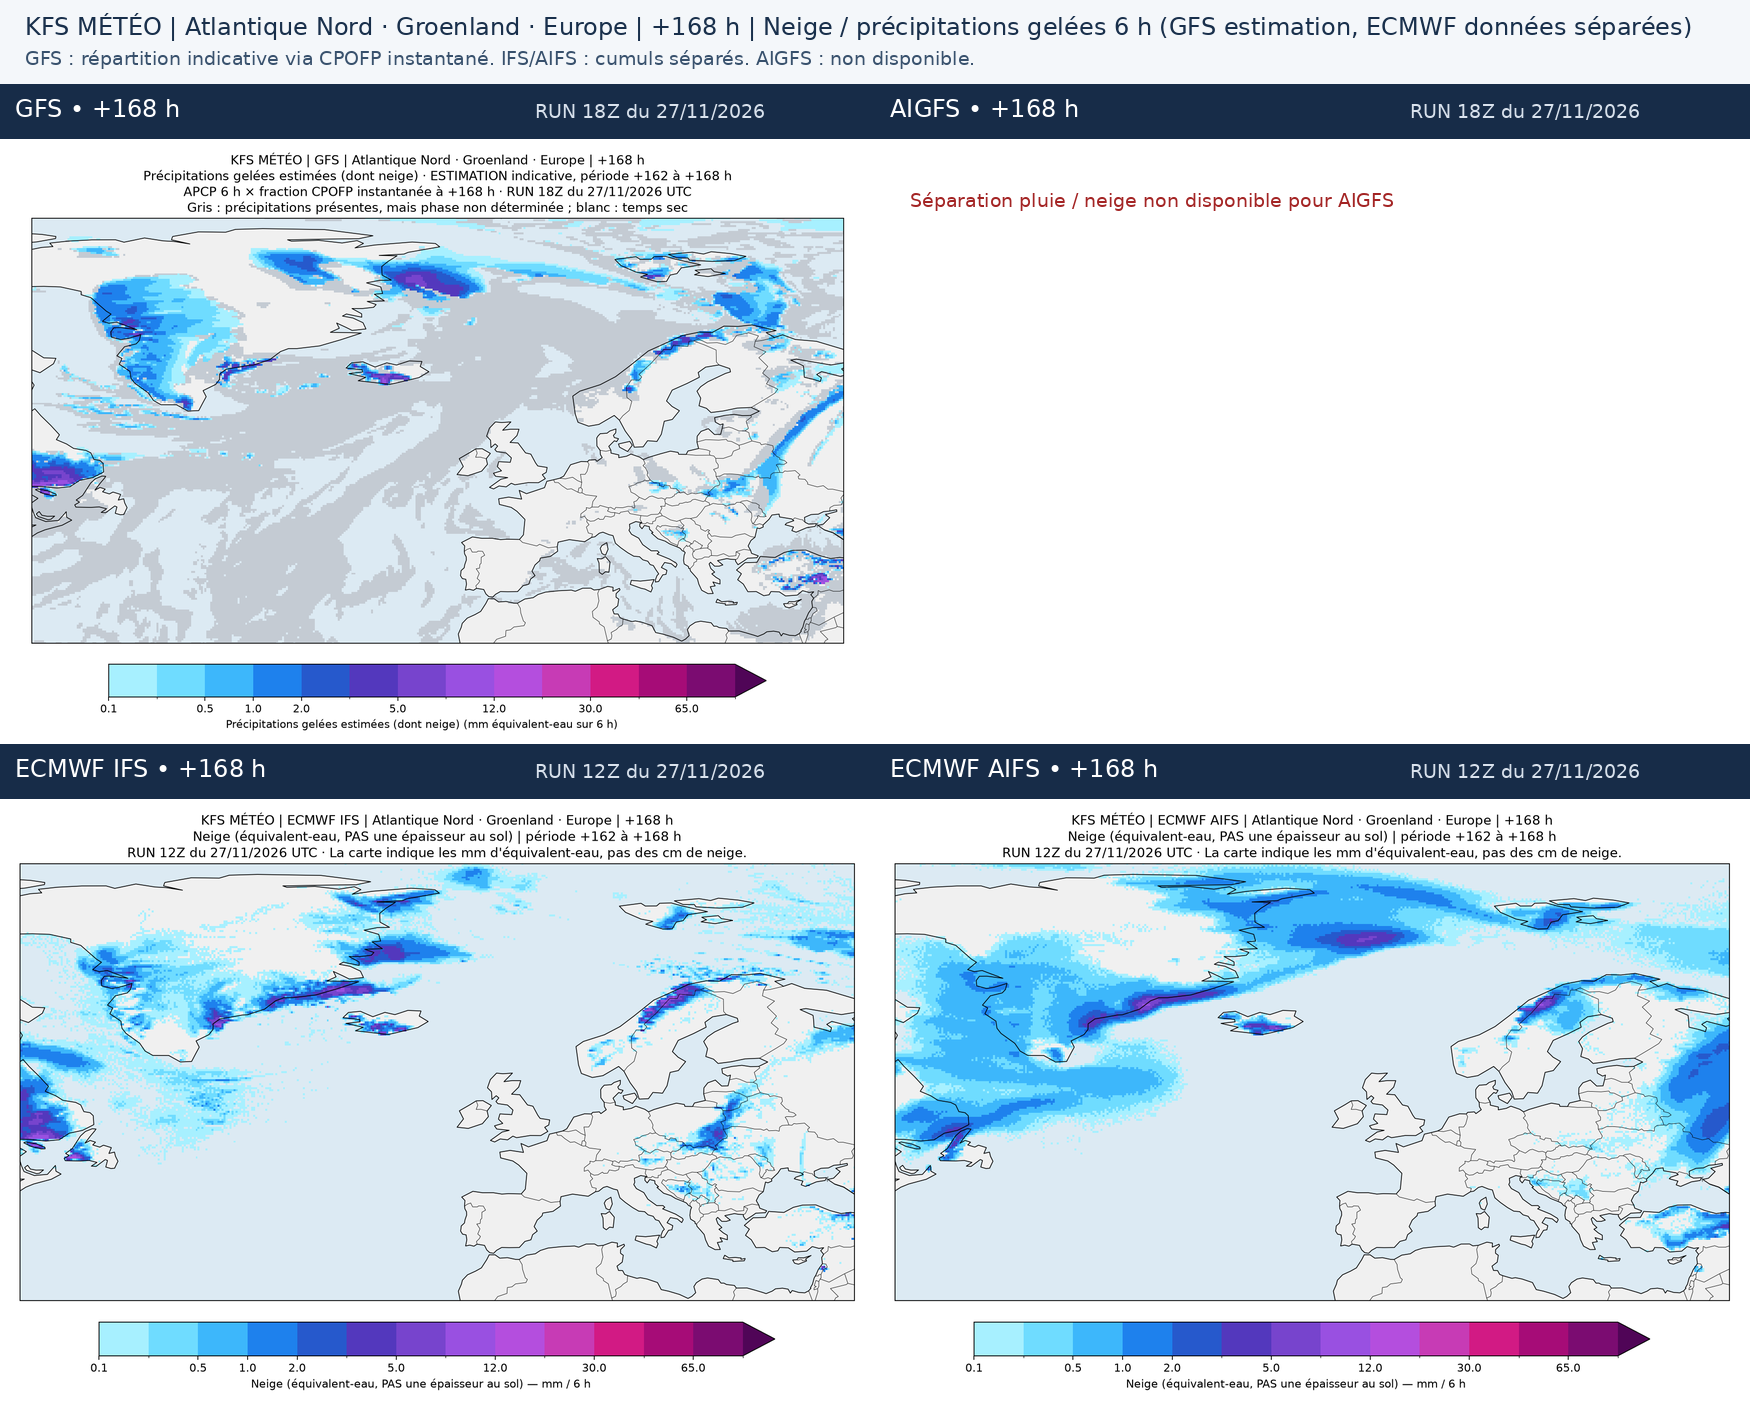 KFS MÉTÉO | Atlantique Nord · Groenland · Europe | +168 h | Neige / précipitations gelées 6 h (GFS estimation, ECMWF données séparées)
GFS : répartition indicative via CPOFP instantané. IFS/AIFS : cumuls séparés. AIGFS : non disponible.
GFS • +168 h
RUN 18Z du 27/11/2026
AIGFS • +168 h
RUN 18Z du 27/11/2026
KFS MÉTÉO | GFS | Atlantique Nord · Groenland · Europe | +168 h
Précipitations gelées estimées (dont neige) · ESTIMATION indicative, période +162 à +168 h
APCP 6 h × fraction CPOFP instantanée à +168 h · RUN 18Z du 27/11/2026 UTC
Gris : précipitations présentes, mais phase non déterminée ; blanc : temps sec
Séparation pluie / neige non disponible pour AIGFS
0.1 0.5 1.0 2.0 5.0 12.0 30.0 65.0
Précipitations gelées estimées (dont neige) (mm équivalent-eau sur 6 h)
ECMWF IFS • +168 h
RUN 12Z du 27/11/2026
ECMWF AIFS • +168 h
RUN 12Z du 27/11/2026
KFS MÉTÉO | ECMWF IFS | Atlantique Nord · Groenland · Europe | +168 h
Neige (équivalent-eau, PAS une épaisseur au sol) | période +162 à +168 h
RUN 12Z du 27/11/2026 UTC · La carte indique les mm d'équivalent-eau, pas des cm de neige.
KFS MÉTÉO | ECMWF AIFS | Atlantique Nord · Groenland · Europe | +168 h
Neige (équivalent-eau, PAS une épaisseur au sol) | période +162 à +168 h
RUN 12Z du 27/11/2026 UTC · La carte indique les mm d'équivalent-eau, pas des cm de neige.
0.1 0.5 1.0 2.0 5.0 12.0 30.0 65.0
Neige (équivalent-eau, PAS une épaisseur au sol) — mm / 6 h
0.1 0.5 1.0 2.0 5.0 12.0 30.0 65.0
Neige (équivalent-eau, PAS une épaisseur au sol) — mm / 6 h